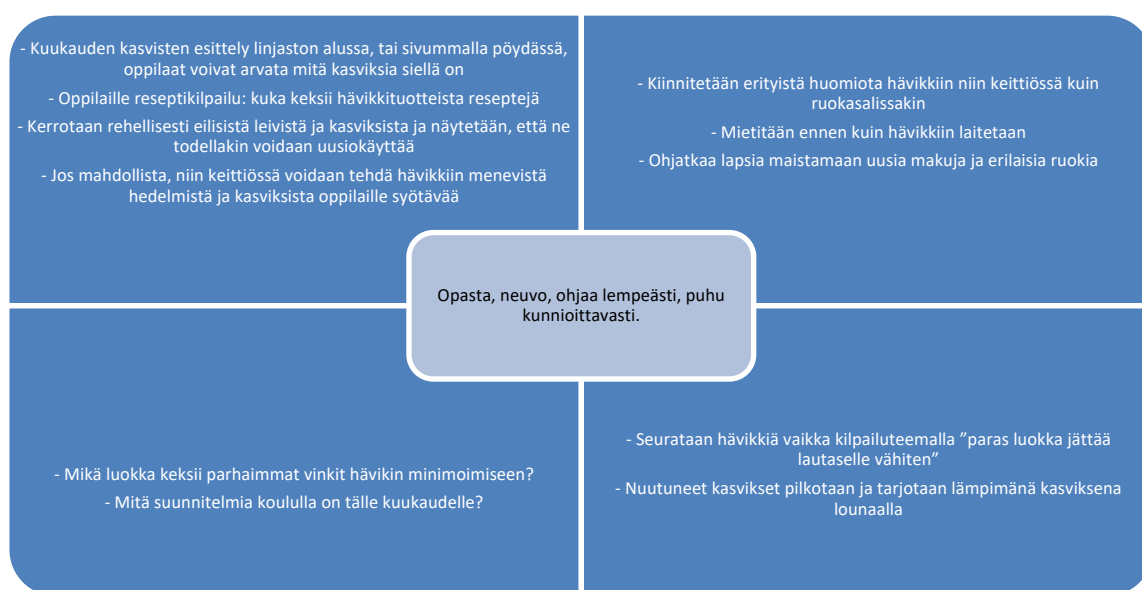 - Kuukauden kasvisten esittely linjaston alussa, tai sivummalla pöydässä,
oppilaat voivat arvata mitä kasviksia siellä on
- Oppilaille reseptikilpailu: kuka keksii hävikkituotteista reseptejä
- Kerrotaan rehellisesti eilisistä leivistä ja kasviksista ja näytetään, että ne
todellakin voidaan uusiokäyttää
- Jos mahdollista, niin keittiössä voidaan tehdä hävikkiin menevistä
hedelmistä ja kasviksista oppilaille syötävää
- Kiinnitetään erityistä huomiota hävikkiin niin keittiössä kuin
ruokasalissakin
- Mietitään ennen kuin hävikkiin laitetaan
- Ohjatkaa lapsia maistamaan uusia makuja ja erilaisia ruokia
Opasta, neuvo, ohjaa lempeästi, puhu
kunnioittavasti.
- Mikä luokka keksii parhaimmat vinkit hävikin minimoimiseen?
- Mitä suunnitelmia koululla on tälle kuukaudelle?
- Seurataan hävikkiä vaikka kilpailuteemalla ”paras luokka jättää
lautaselle vähiten”
- Nuutuneet kasvikset pilkotaan ja tarjotaan lämpimänä kasviksena
lounaalla